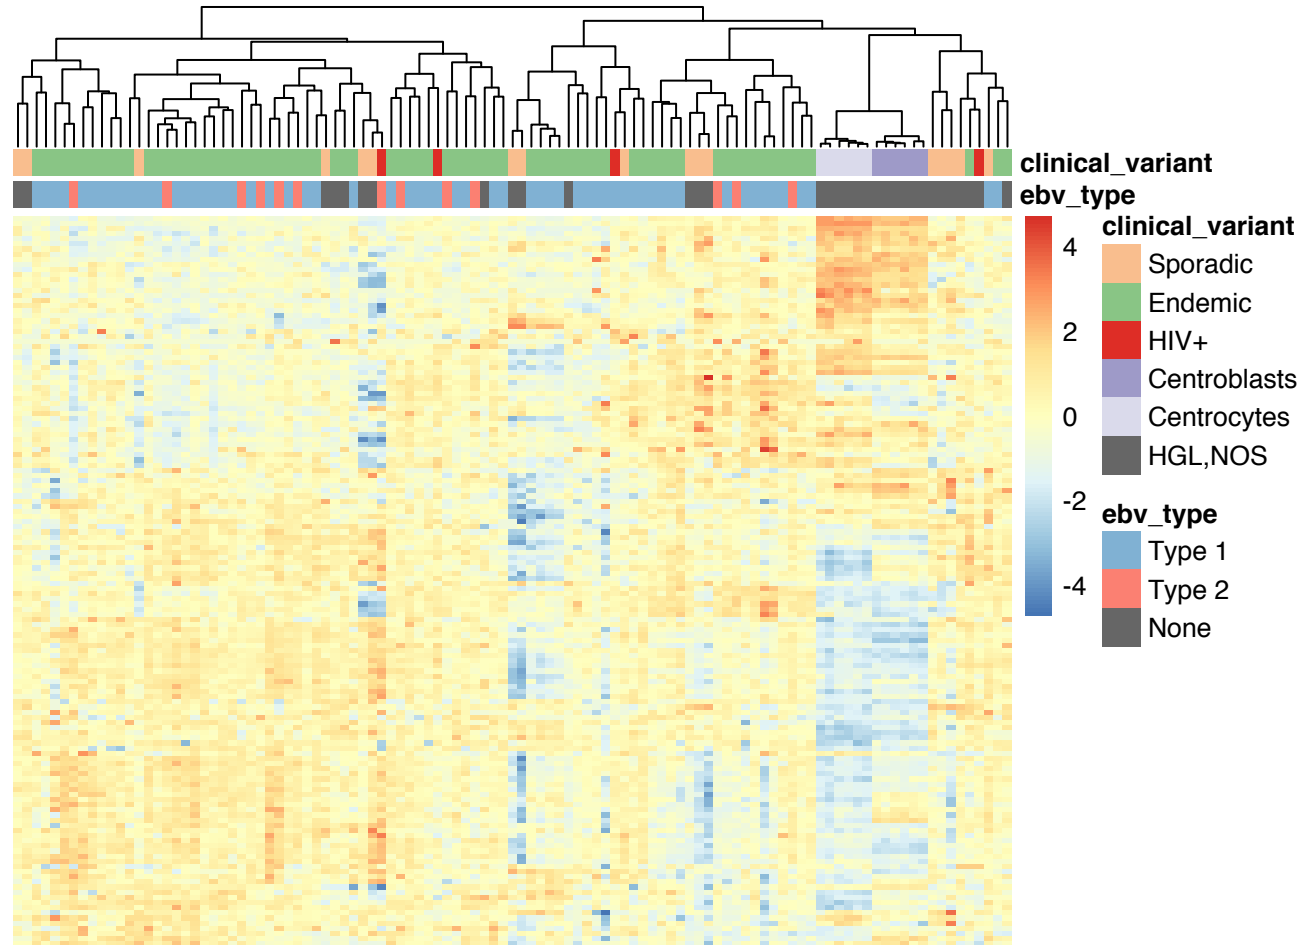 clinical_variant
ebv_type
4
2
0
-2
-4
clinical_variant
Sporadic
Endemic
HIV+
Centroblasts
Centrocytes
HGL,NOS
ebv_type
Type 1
Type 2
None